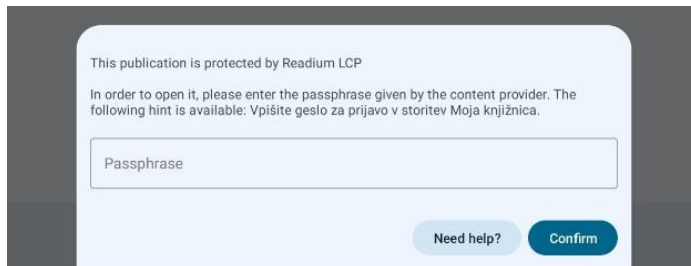 This publication is protected by Readium LCP
In order to open it, please enter the passphrase given by the content provider. The
following hint is available: Vpišite geslo za prijavo v storitev Moja knjižnica.
Passphrase
Need help?
Confirm